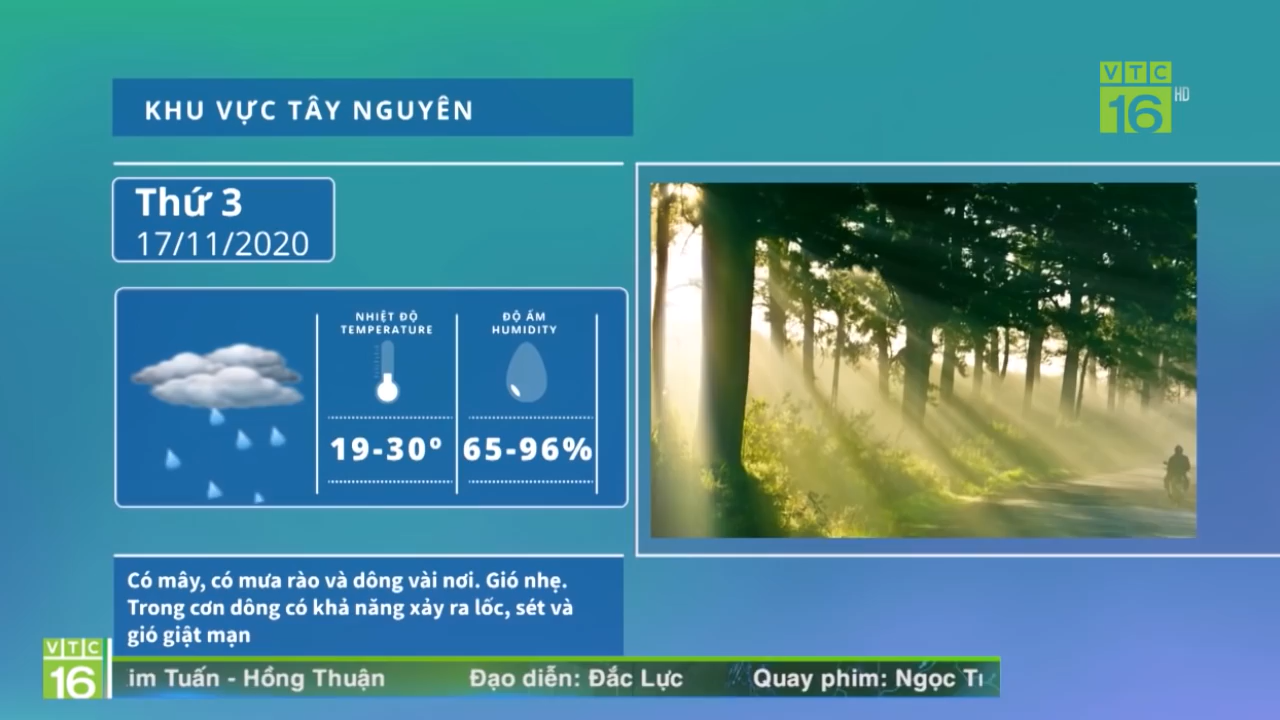 VTC
16 HD
KHU VỰC TÂY NGUYÊN
Thứ 3
17/11/2020
NHIỆT ĐỘ
TEMPERATURE
19-30°
ĐỘ ẨM
HUMIDITY
65-96%
Có mây, có mưa rào và dông vài nơi. Gió nhẹ.
Trong cơn dông có khả năng xảy ra lốc, sét và
gió giật mạn
VTC
16
im Tuấn - Hồng Thuận Đạo diễn: Đắc Lực Quay phim: Ngọc